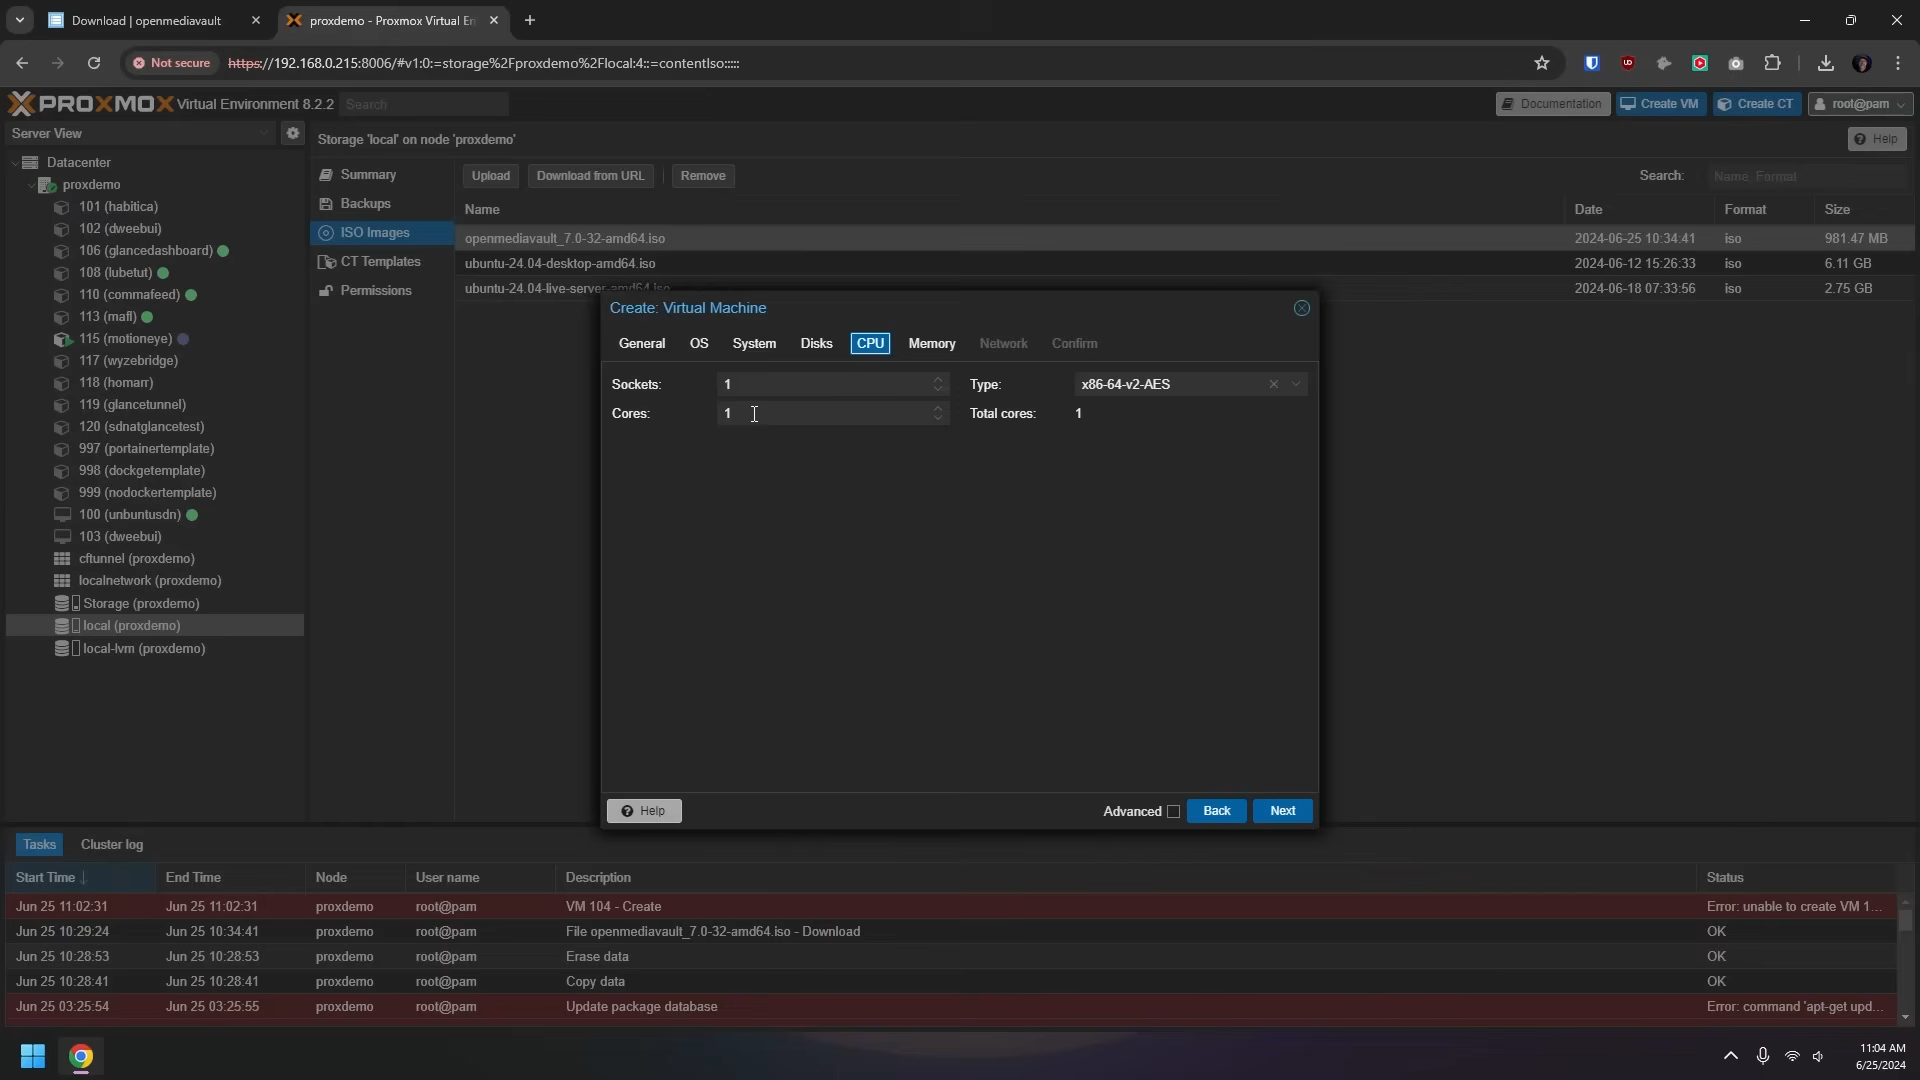 Download | openmediavault
proxdemo - Proxmox Virtual En
Not secure
https://192.168.0.215:8006/#v1:0:=storage%2Fproxdemo%2Flocal:4::=contentIso:::::
PROXMOX Virtual Environment 8.2.2
Search
Documentation
Create VM
Create CT
root@pam
Server View
Storage 'local' on node 'proxdemo'
Help
Datacenter
proxdemo
101 (habitica)
102 (dweebui)
106 (glancedashboard)
108 (lubetut)
110 (commafeed)
113 (mafl)
115 (motioneye)
117 (wyzebridge)
118 (homarr)
119 (glancetunnel)
120 (sdnatglancetest)
997 (portainertemplate)
998 (dockgetemplate)
999 (nodockertemplate)
100 (unbuntusdn)
103 (dweebui)
cftunnel (proxdemo)
localnetwork (proxdemo)
Storage (proxdemo)
local (proxdemo)
local-lvm (proxdemo)
Summary
Backups
ISO Images
CT Templates
Permissions
Upload
Download from URL
Remove
Search:
Name, Format
Name
Date
Format
Size
openmediavault_7.0-32-amd64.iso
2024-06-25 10:34:41
iso
981.47 MB
ubuntu-24.04-desktop-amd64.iso
2024-06-12 15:26:33
iso
6.11 GB
ubuntu-24.04-live-server-amd64.iso
2024-06-18 07:33:56
iso
2.75 GB
Create: Virtual Machine
General
OS
System
Disks
CPU
Memory
Network
Confirm
Sockets:
1
Type:
x86-64-v2-AES
Cores:
1
Total cores:
1
Help
Advanced
Back
Next
Tasks
Cluster log
Start Time
End Time
Node
User name
Description
Status
Jun 25 11:02:31
Jun 25 11:02:31
proxdemo
root@pam
VM 104 - Create
Error: unable to create VM 1...
Jun 25 10:29:24
Jun 25 10:34:41
proxdemo
root@pam
File openmediavault_7.0-32-amd64.iso - Download
OK
Jun 25 10:28:53
Jun 25 10:28:53
proxdemo
root@pam
Erase data
OK
Jun 25 10:28:41
Jun 25 10:28:41
proxdemo
root@pam
Copy data
OK
Jun 25 03:25:54
Jun 25 03:25:55
proxdemo
root@pam
Update package database
Error: command 'apt-get upd...
11:04 AM
6/25/2024